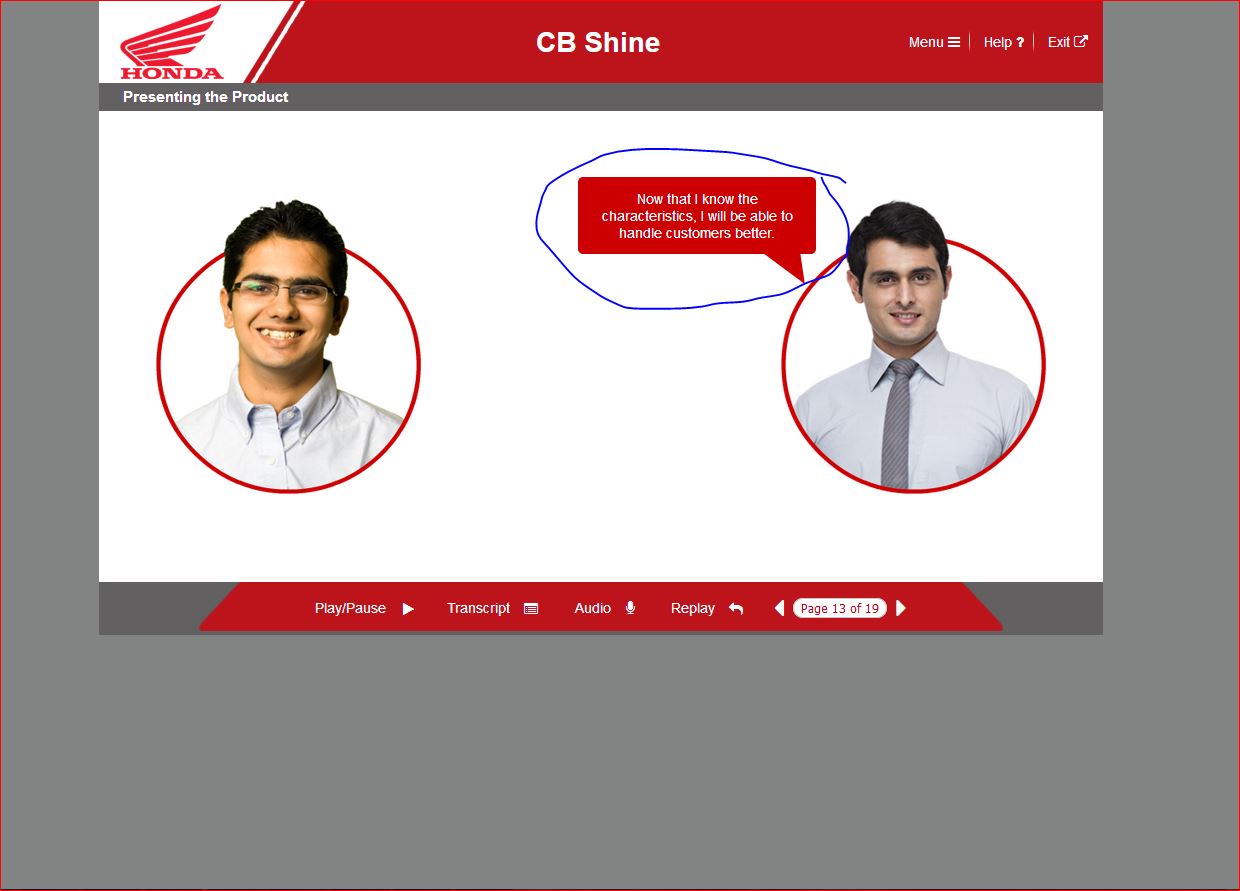 HONDA
CB Shine
Menu
Help ?
Exit
Presenting the Product
Now that I know the
characteristics, I will be able to
handle customers better.
Play/Pause
Transcript
Audio
Replay
Page 13 of 19